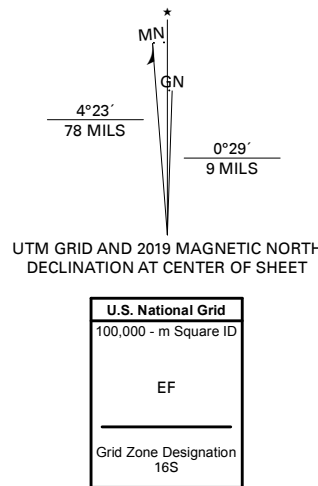 ★
MN
GN
4°23´
78 MILS
0°29´
9 MILS
UTM GRID AND 2019 MAGNETIC NORTH
DECLINATION AT CENTER OF SHEET
U.S. National Grid
100,000 - m Square ID
EF
Grid Zone Designation
16S